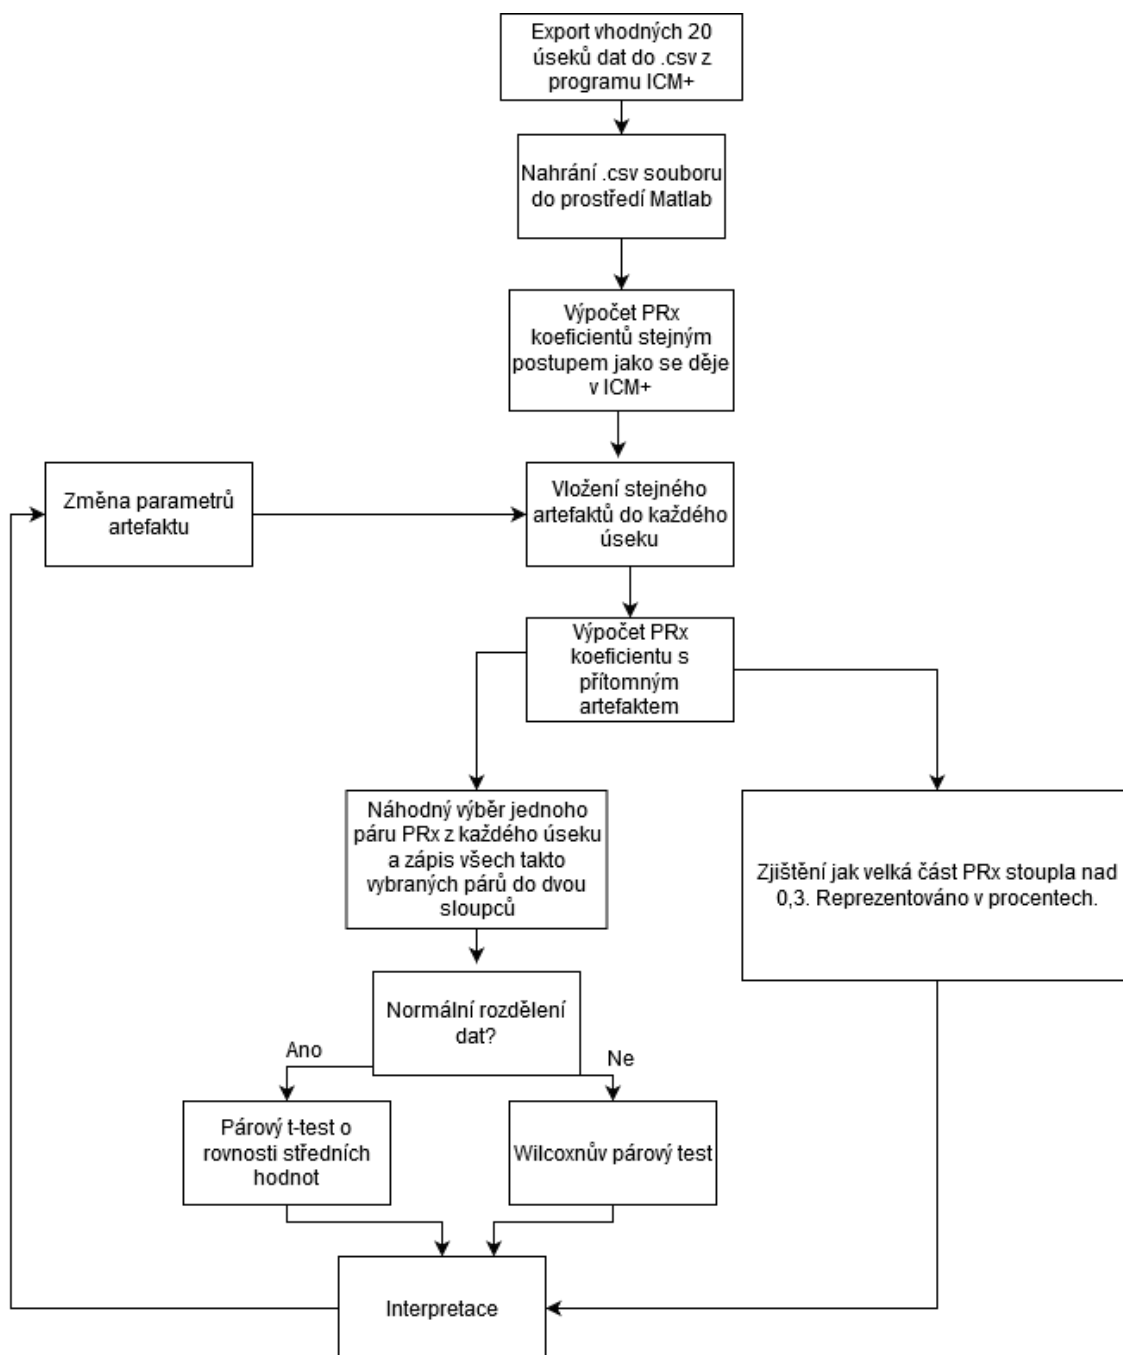 Export vhodných 20
úseků dat do .csv z
programu ICM+
Nahrání .csv souboru
do prostředí Matlab
Výpočet PRx
koeficientů stejným
postupem jako se děje
v ICM+
Změna parametrů
artefaktu
Vložení stejného
artefaktů do každého
úseku
Výpočet PRx
koeficientu s
přítomným
artefaktem
Náhodný výběr jednoho
páru PRx z každého úseku
a zápis všech takto
vybraných párů do dvou
sloupců
Zjištění jak velká část PRx stoupla nad
0,3. Reprezentováno v procentech.
Normální rozdělení
dat?
Ano
Ne
Párový t-test o
rovnosti středních
hodnot
Wilcoxnův párový test
Interpretace